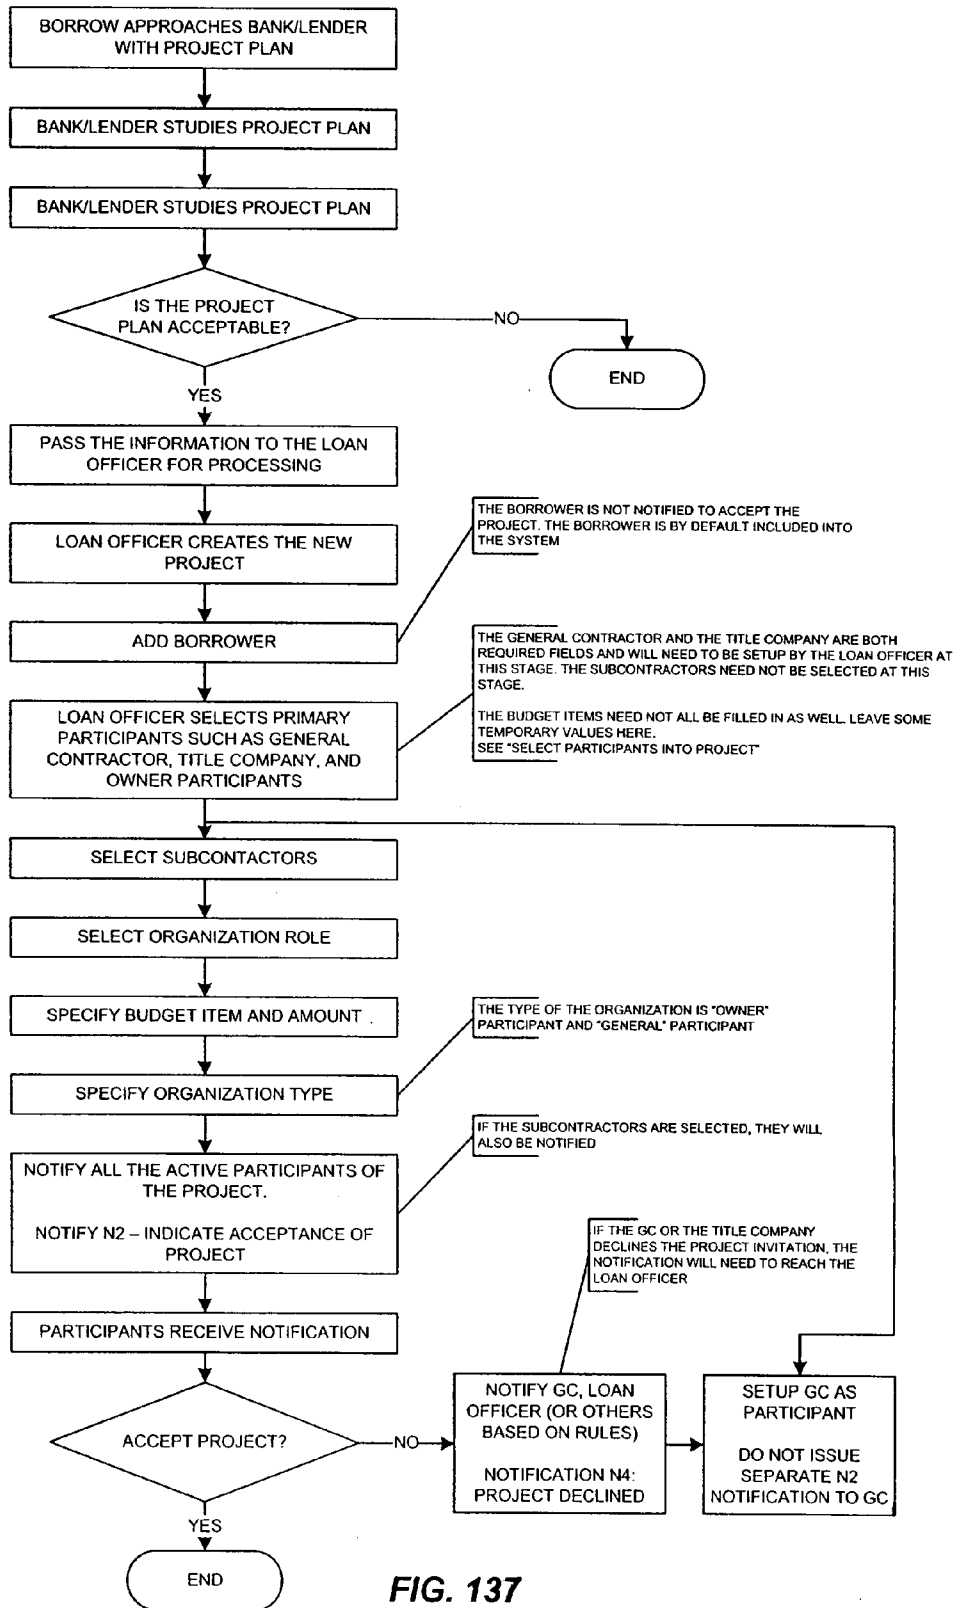 BORROW APPROACHES BANK/LENDER
WITH PROJECT PLAN
BANK/LENDER STUDIES PROJECT PLAN
BANK/LENDER STUDIES PROJECT PLAN
IS THE PROJECT
PLAN ACCEPTABLE?
NO
END
YES
PASS THE INFORMATION TO THE LOAN
OFFICER FOR PROCESSING
THE BORROWER IS NOT NOTIFIED TO ACCEPT THE
PROJECT. THE BORROWER IS BY DEFAULT INCLUDED INTO
THE SYSTEM
LOAN OFFICER CREATES THE NEW
PROJECT
ADD BORROWER
THE GENERAL CONTRACTOR AND THE TITLE COMPANY ARE BOTH
REQUIRED FIELDS AND WILL NEED TO BE SETUP BY THE LOAN OFFICER AT
THIS STAGE. THE SUBCONTRACTORS NEED NOT BE SELECTED AT THIS
STAGE.
THE BUDGET ITEMS NEED NOT ALL BE FILLED IN AS WELL. LEAVE SOME
TEMPORARY VALUES HERE.
SEE "SELECT PARTICIPANTS INTO PROJECT"
LOAN OFFICER SELECTS PRIMARY
PARTICIPANTS SUCH AS GENERAL
CONTRACTOR, TITLE COMPANY, AND
OWNER PARTICIPANTS
SELECT SUBCONTACTORS
SELECT ORGANIZATION ROLE
SPECIFY BUDGET ITEM AND AMOUNT
THE TYPE OF THE ORGANIZATION IS "OWNER"
PARTICIPANT AND "GENERAL" PARTICIPANT
SPECIFY ORGANIZATION TYPE
IF THE SUBCONTRACTORS ARE SELECTED, THEY WILL
ALSO BE NOTIFIED
NOTIFY ALL THE ACTIVE PARTICIPANTS OF
THE PROJECT.
NOTIFY N2 – INDICATE ACCEPTANCE OF
PROJECT
IF THE GC OR THE TITLE COMPANY
DECLINES THE PROJECT INVITATION, THE
NOTIFICATION WILL NEED TO REACH THE
LOAN OFFICER
PARTICIPANTS RECEIVE NOTIFICATION
ACCEPT PROJECT?
NO
NOTIFY GC, LOAN
OFFICER (OR OTHERS
BASED ON RULES)
NOTIFICATION N4:
PROJECT DECLINED
SETUP GC AS
PARTICIPANT
DO NOT ISSUE
SEPARATE N2
NOTIFICATION TO GC
YES
END
FIG. 137